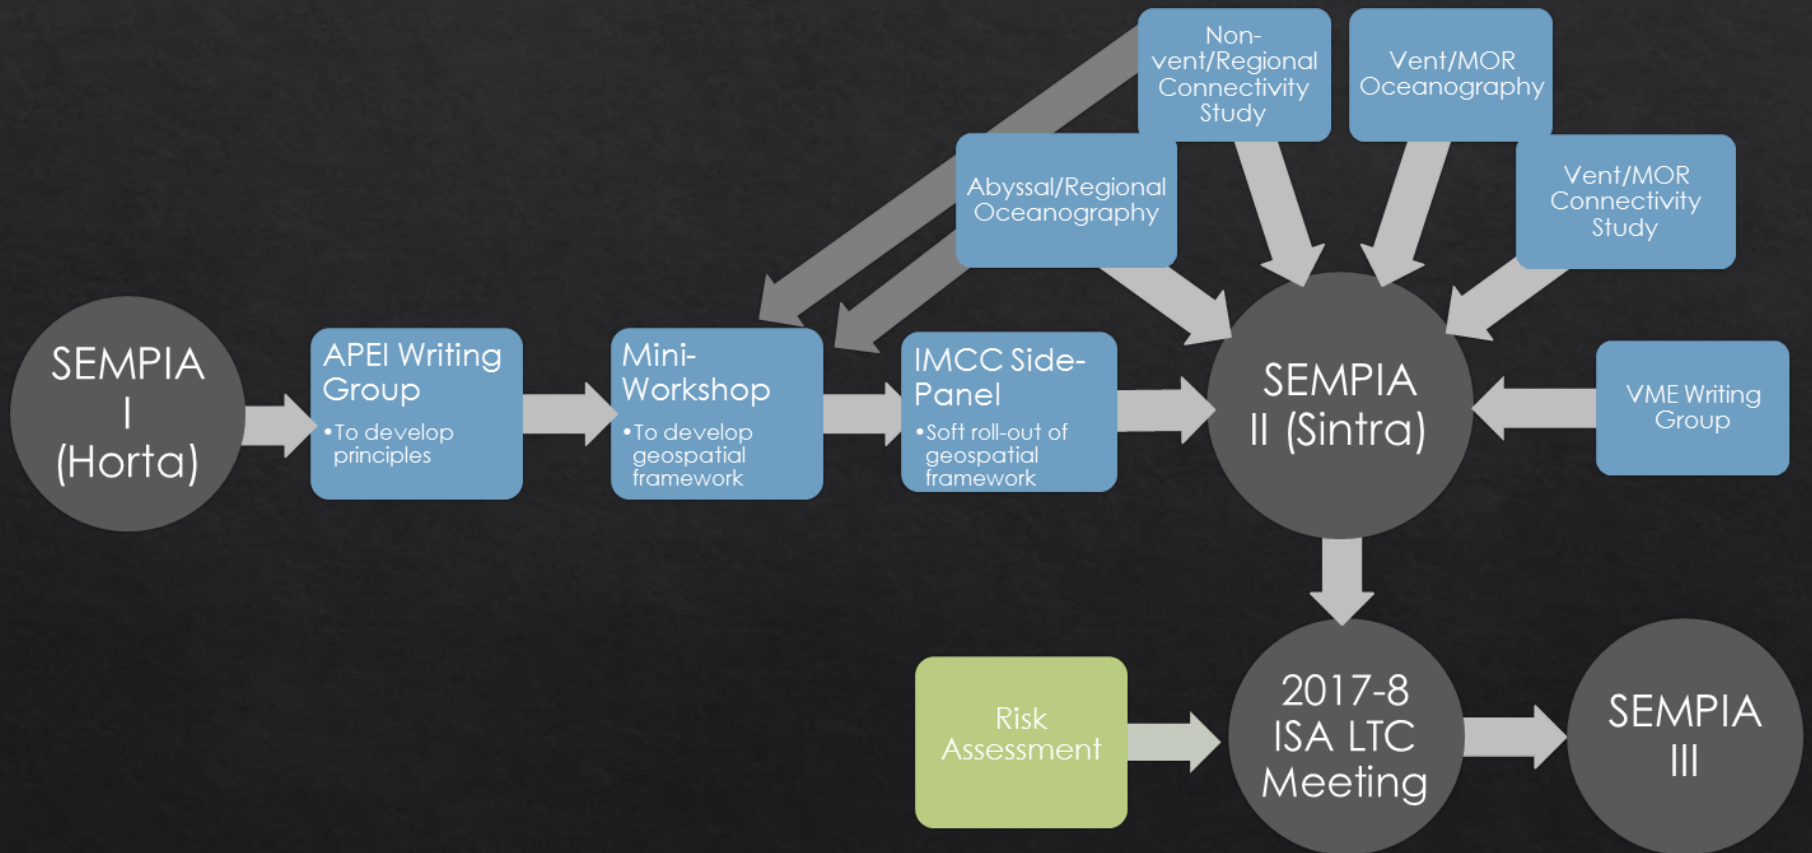 Non-
vent/Regional
Connectivity
Study
Vent/MOR
Oceanography
Abyssal/Regional
Oceanography
Vent/MOR
Connectivity
Study
SEMPIA
I
(Horta)
APEI Writing
Group
•To develop
principles
Mini-
Workshop
•To develop
geospatial
framework
IMCC Side-
Panel
•Soft roll-out of
geospatial
framework
SEMPIA
II (Sintra)
VME Writing
Group
Risk
Assessment
2017-8
ISA LTC
Meeting
SEMPIA
III